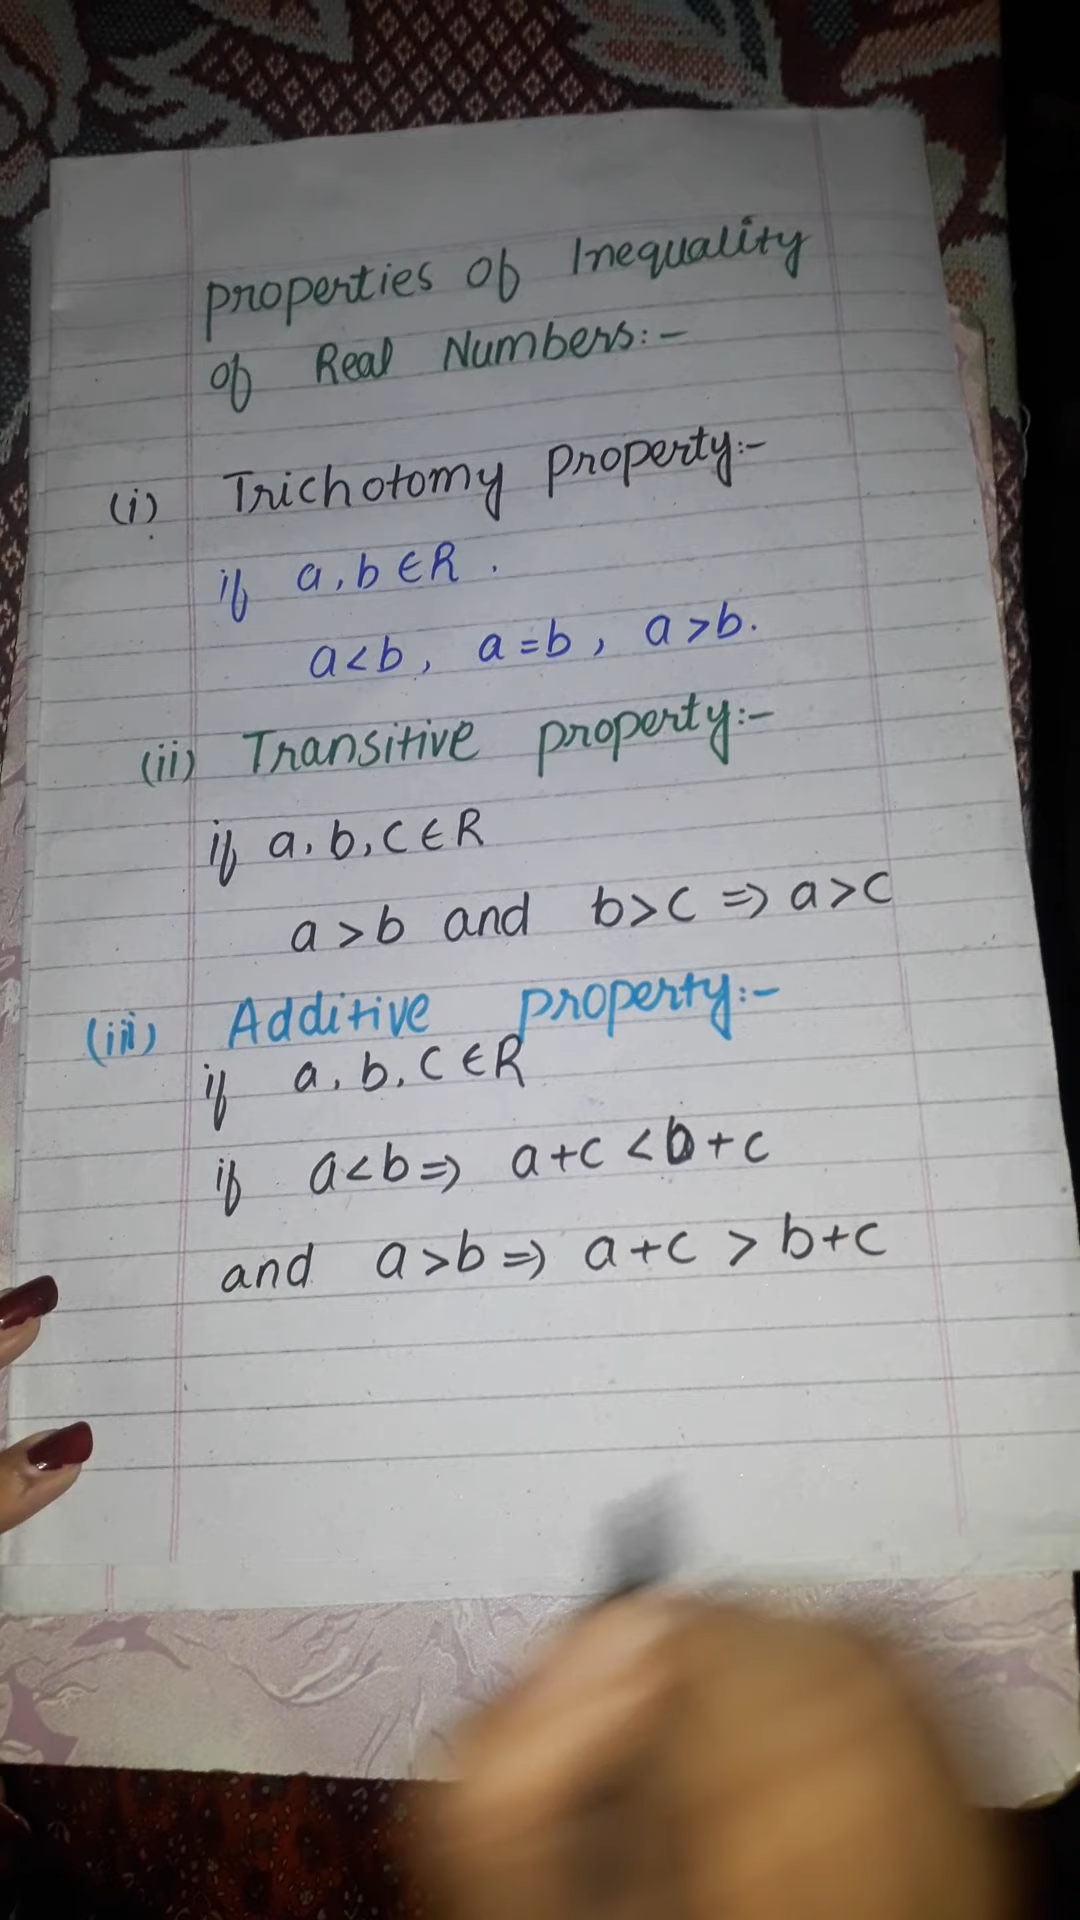 properties of Inequality
of Real Numbers:-
(i) Trichotomy property:-
if a, b ∈ R .
a<b, a=b, a>b.
(ii) Transitive property:-
if a, b, c ∈ R
a>b and b>c => a>c
(iii) Additive property:-
if a, b, c ∈ R
if a<b => a+c <b+c
and a>b => a+c > b+c